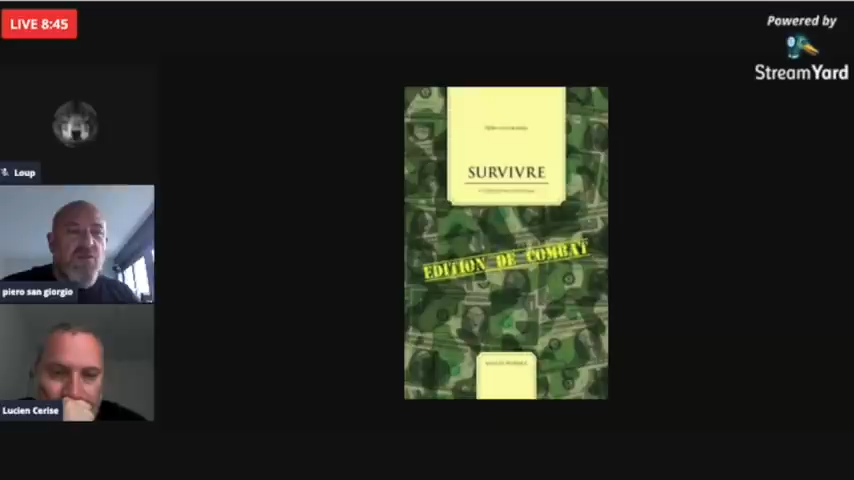 LIVE 8:45
Powered by
StreamYard
Loup
piero san giorgio
Lucien Cerise
SURVIVRE
EDITION DE COMBAT